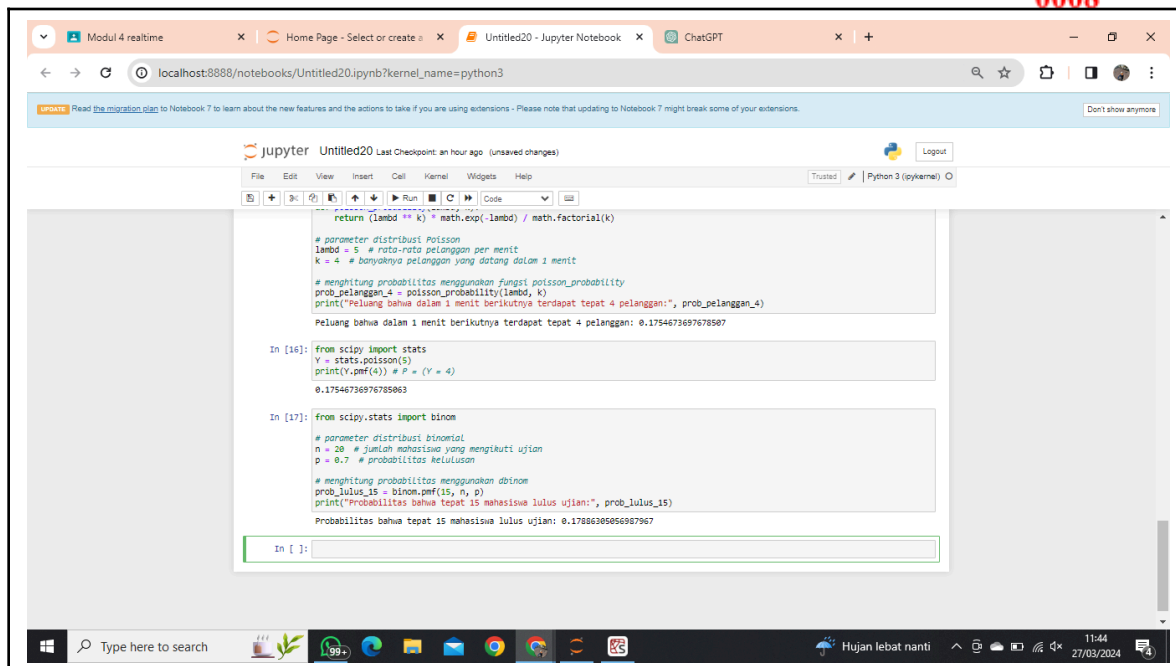 0008
Modul 4 realtime
Home Page - Select or create a
Untitled20 - Jupyter Notebook
ChatGPT
localhost:8888/notebooks/Untitled20.ipynb?kernel_name=python3
UPDATE Read the migration plan to Notebook 7 to learn about the new features and the actions to take if you are using extensions - Please note that updating to Notebook 7 might break some of your extensions.
Don't show anymore
jupyter Untitled20 Last Checkpoint: an hour ago (unsaved changes)
Logout
File Edit View Insert Cell Kernel Widgets Help
Trusted Python 3 (ipykernel)
Run Code
return (lambd ** k) * math.exp(-lambd) / math.factorial(k)
# parameter distribusi Poisson
lambd = 5 # rata-rata pelanggan per menit
k = 4 # banyaknya pelanggan yang datang dalam 1 menit
# menghitung probabilitas menggunakan fungsi poisson_probability
prob_pelanggan_4 = poisson_probability(lambd, k)
print("Peluang bahwa dalam 1 menit berikutnya terdapat tepat 4 pelanggan:", prob_pelanggan_4)
Peluang bahwa dalam 1 menit berikutnya terdapat tepat 4 pelanggan: 0.1754673697678507
In [16]: from scipy import stats
Y = stats.poisson(5)
print(Y.pmf(4)) # P = (Y = 4)
0.17546736976785063
In [17]: from scipy.stats import binom
# parameter distribusi binomial
n = 20 # jumlah mahasiswa yang mengikuti ujian
p = 0.7 # probabilitas kelulusan
# menghitung probabilitas menggunakan dbinom
prob_lulus_15 = binom.pmf(15, n, p)
print("Probabilitas bahwa tepat 15 mahasiswa lulus ujian:", prob_lulus_15)
Probabilitas bahwa tepat 15 mahasiswa lulus ujian: 0.17886305056987967
In [ ]:
Type here to search
99+
Hujan lebat nanti
11:44
27/03/2024
4